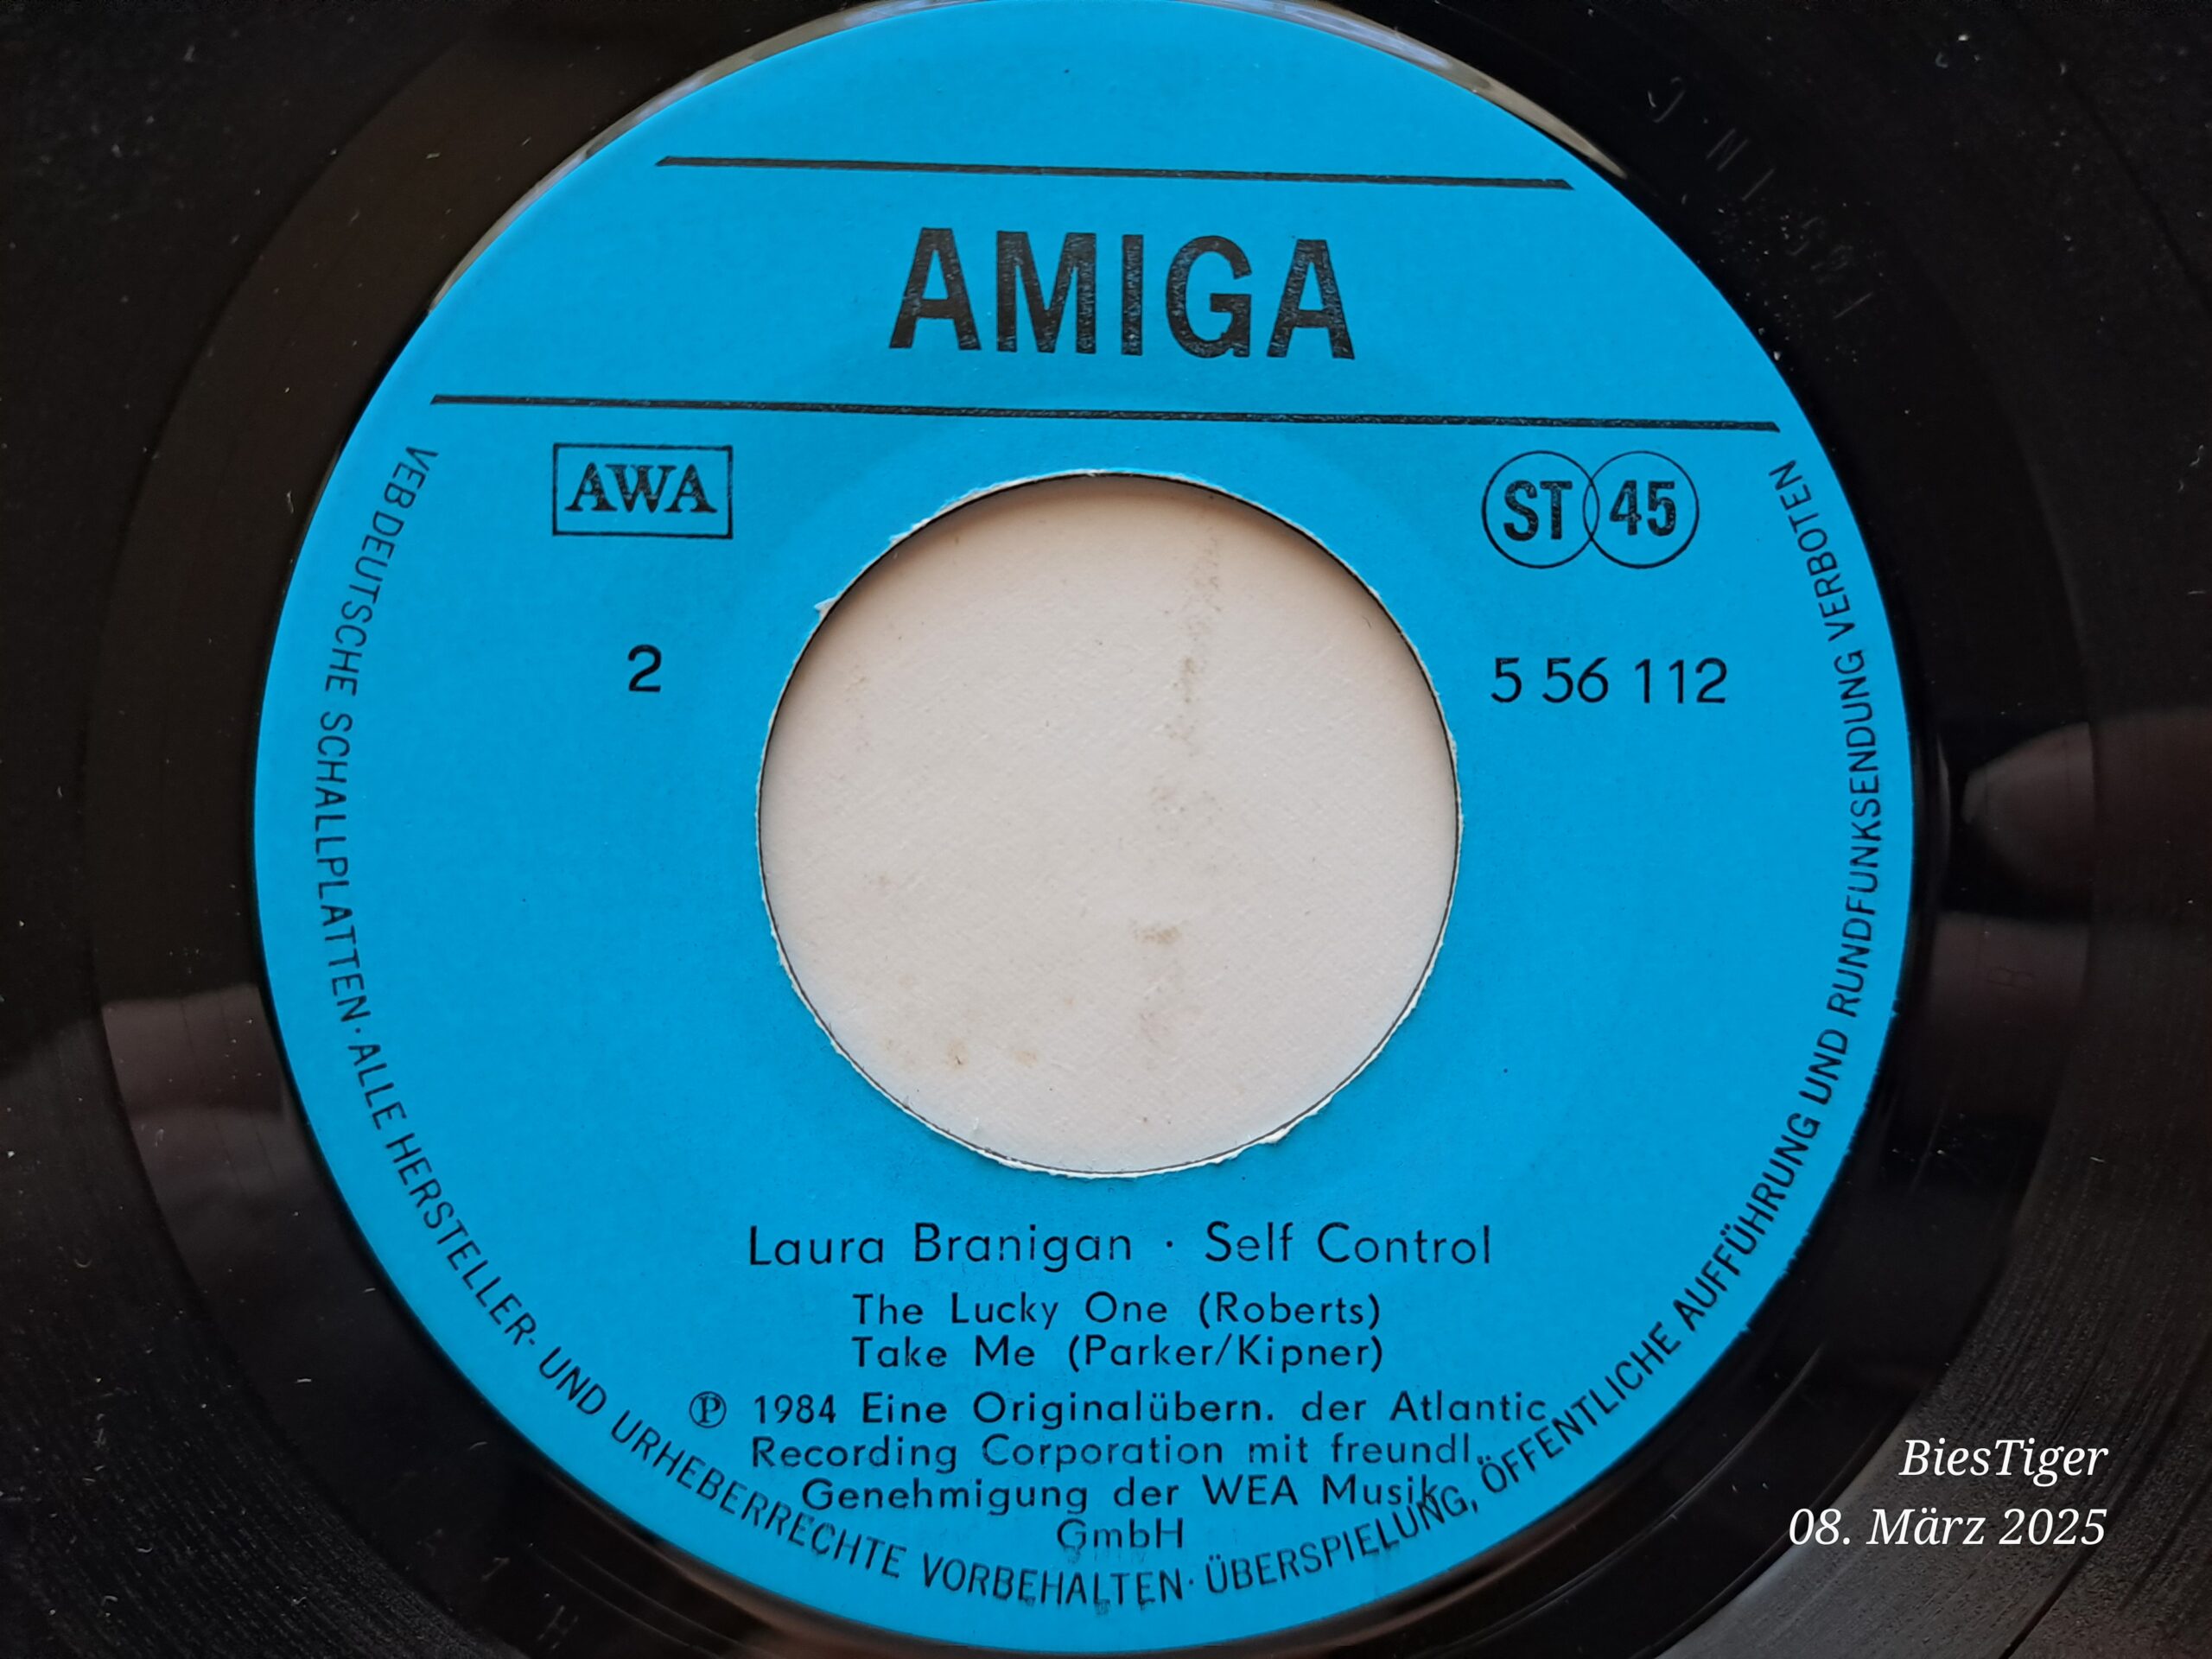 AMIGA
AWA
ST 45
2
5 56 112
Laura Branigan · Self Control
The Lucky One (Roberts)
Take Me (Parker/Kipner)
Ⓟ 1984 Eine Originalübern. der Atlantic
Recording Corporation mit freundl.
Genehmigung der WEA Musik
GmbH
VEB DEUTSCHE SCHALLPLATTEN · ALLE HERSTELLER- UND URHEBERRECHTE VORBEHALTEN · ÜBERSPIELUNG, ÖFFENTLICHE AUFFÜHRUNG UND RUNDFUNKSENDUNG VERBOTEN
BiesTiger
08. März 2025